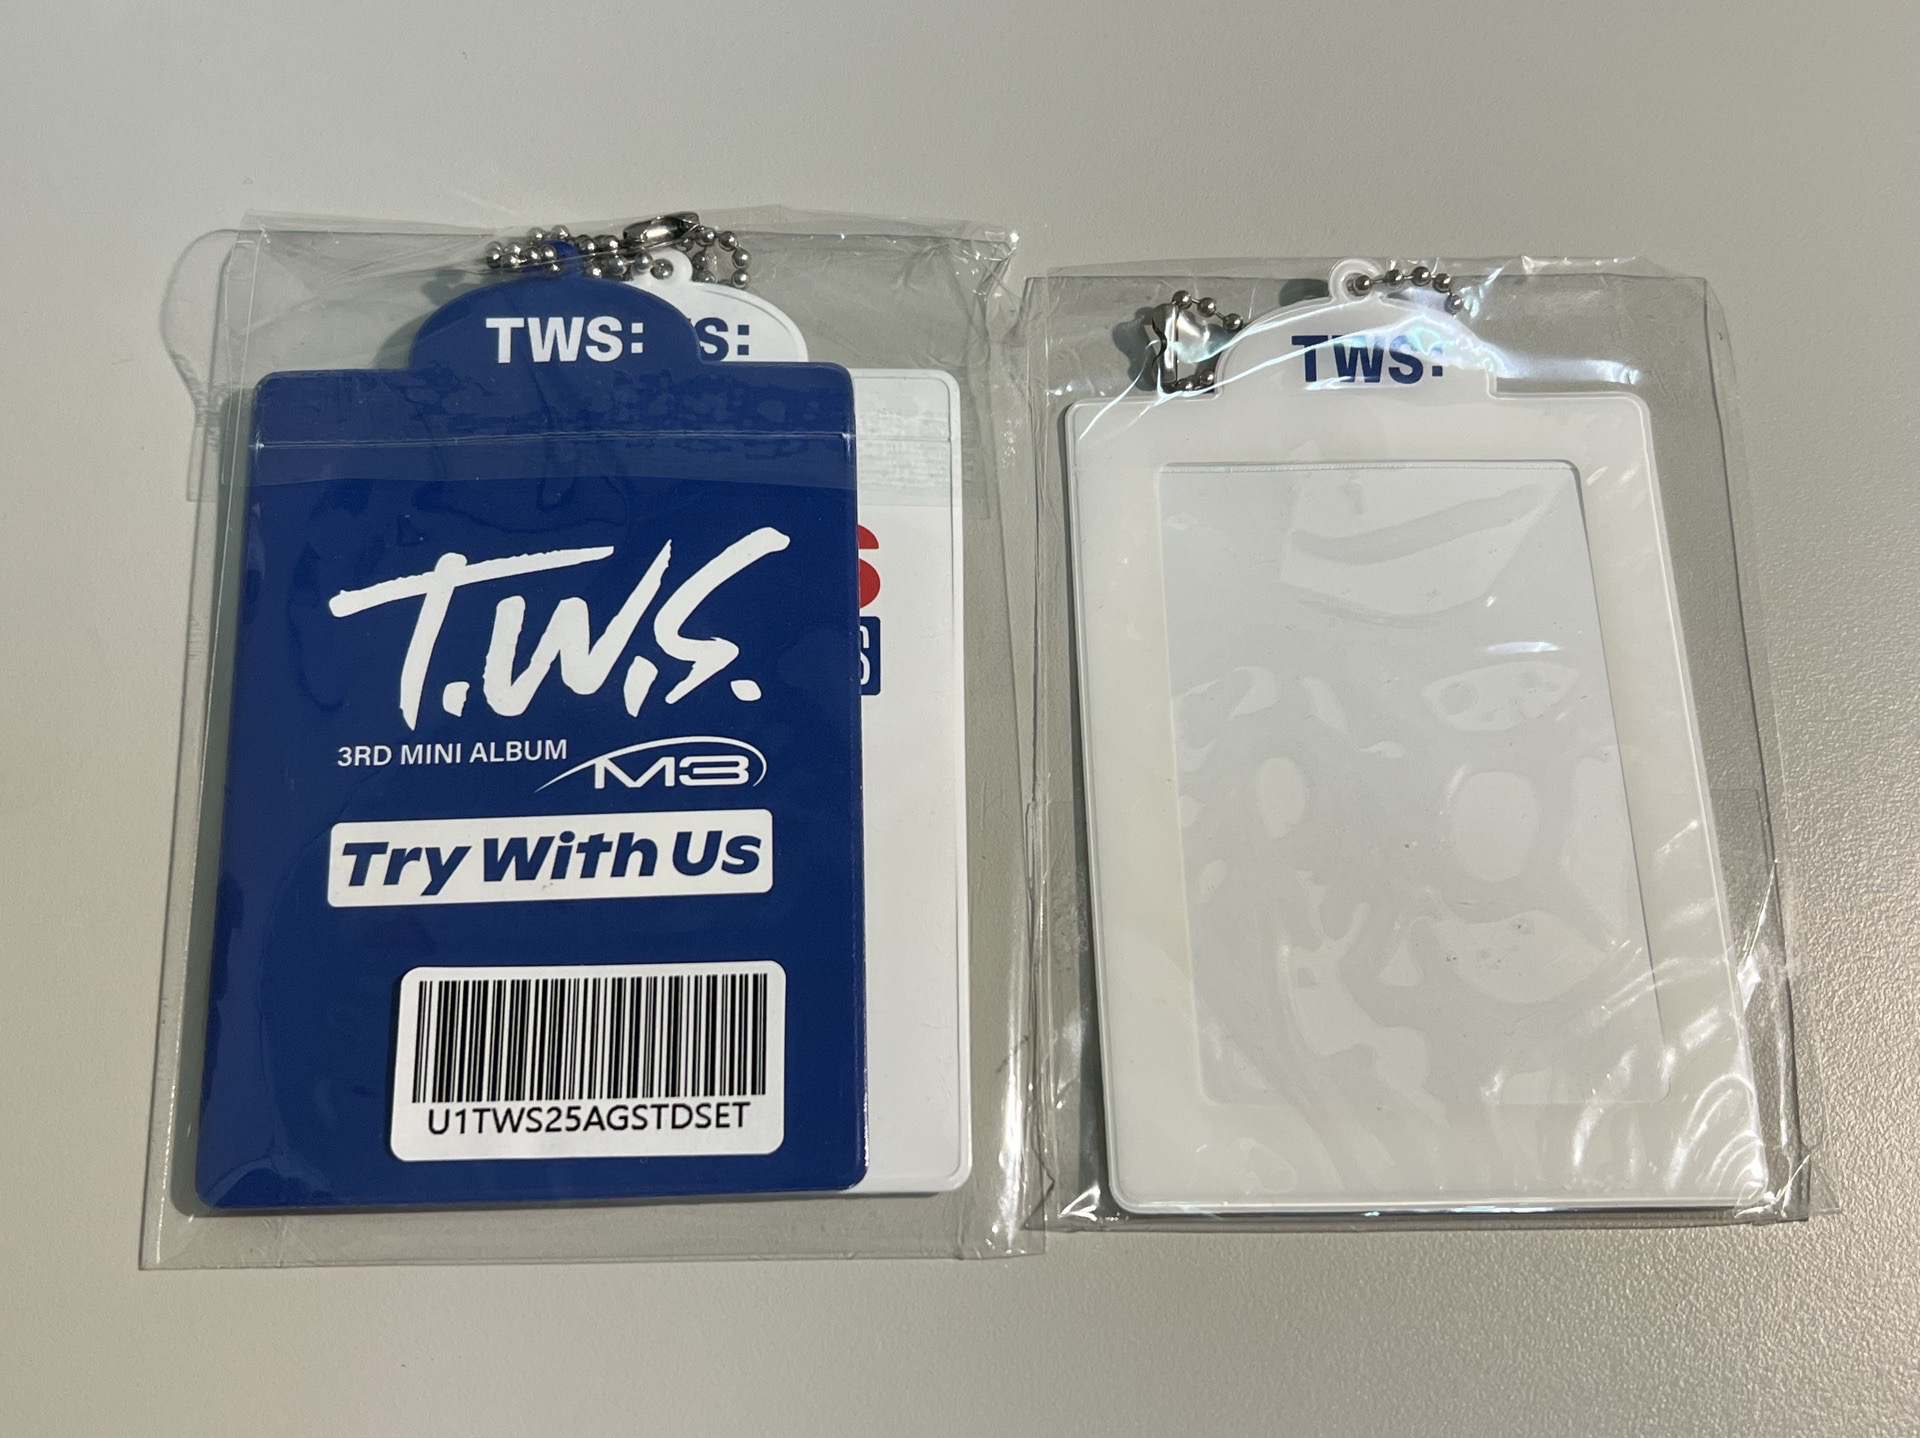 TWS:
S:
T.W.S.
3RD MINI ALBUM M3
Try With Us
U1TWS25AGSTDSET
S
S
TWS: